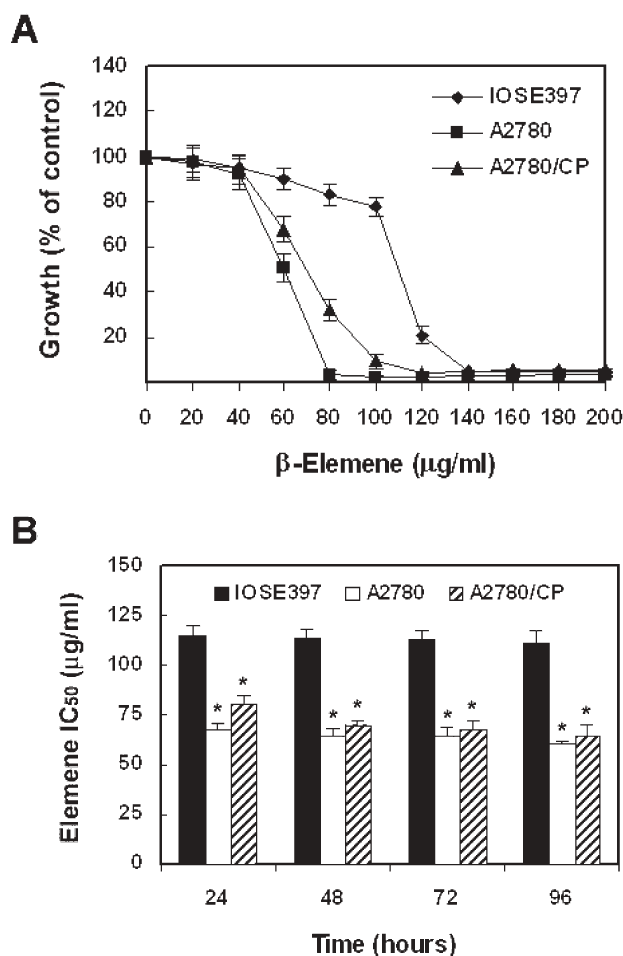 A
Growth (% of control)
140
120
100
80
60
40
20
IOSE397
A2780
A2780/CP
0 20 40 60 80 100 120 140 160 180 200
β-Elemene (μg/ml)
B
Elemene IC50 (μg/ml)
150
125
100
75
50
25
0
IOSE397 A2780 A2780/CP
* * * * * * * *
24 48 72 96
Time (hours)